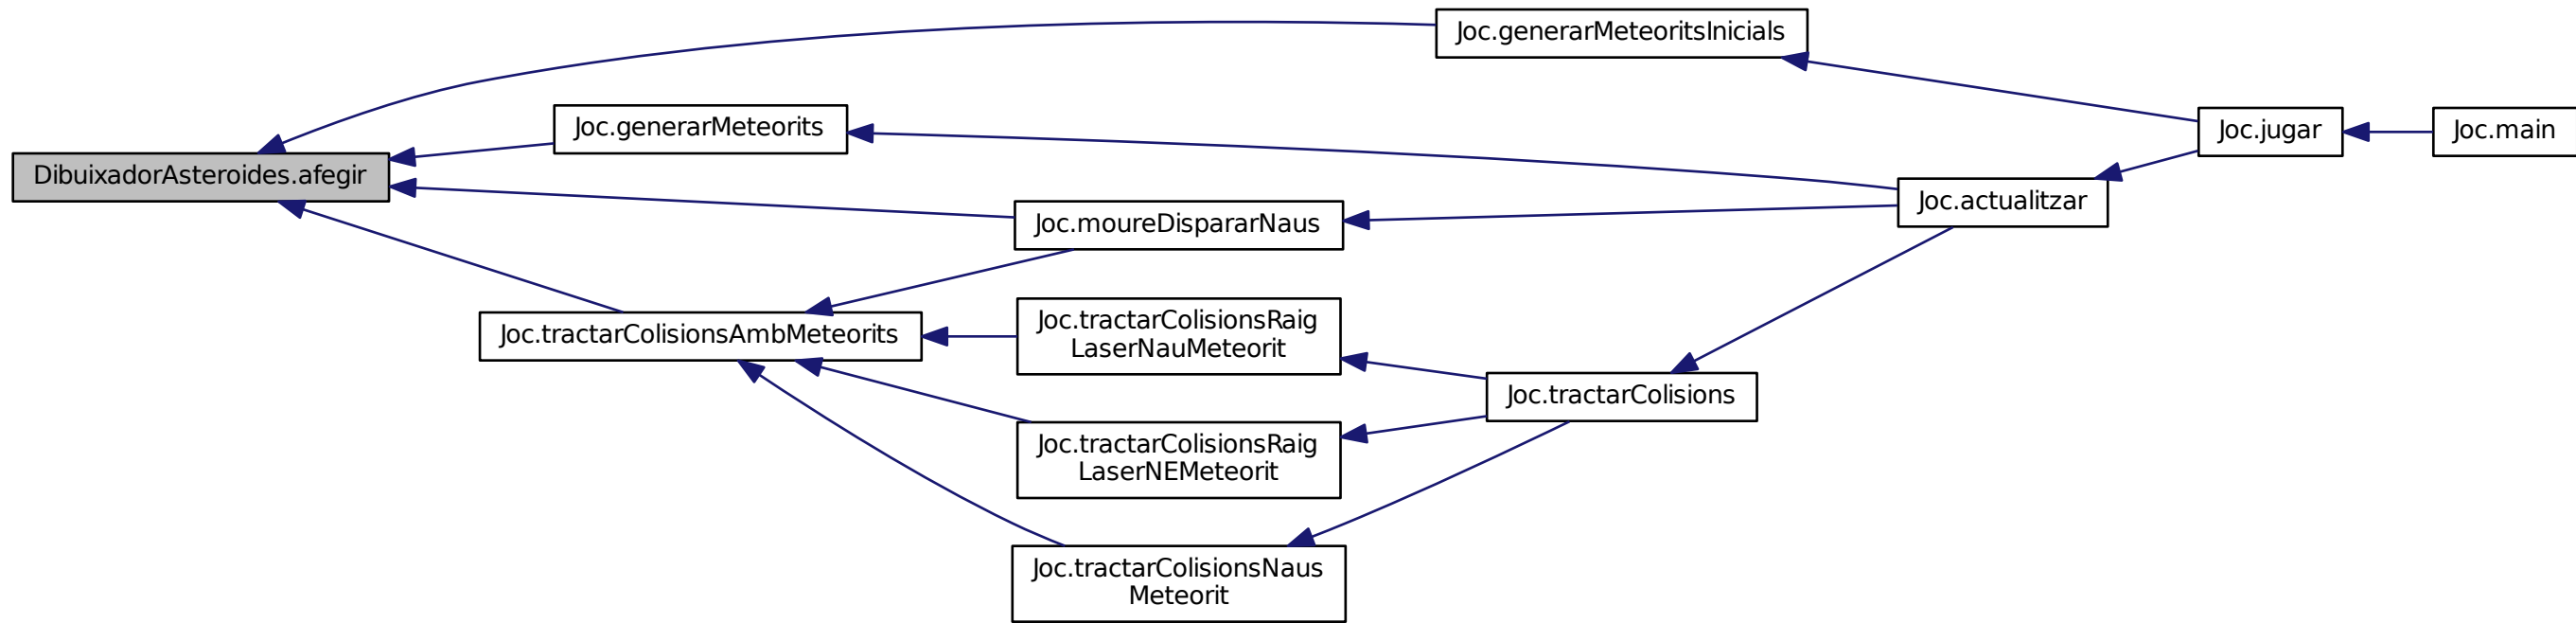 DibuixadorAsteroides.afegir
Joc.generarMeteoritsInicials
Joc.generarMeteorits
Joc.moureDispararNaus
Joc.tractarColisionsAmbMeteorits
Joc.tractarColisionsRaig
LaserNauMeteorit
Joc.tractarColisionsRaig
LaserNEMeteorit
Joc.tractarColisionsNaus
Meteorit
Joc.tractarColisions
Joc.actualitzar
Joc.jugar
Joc.main